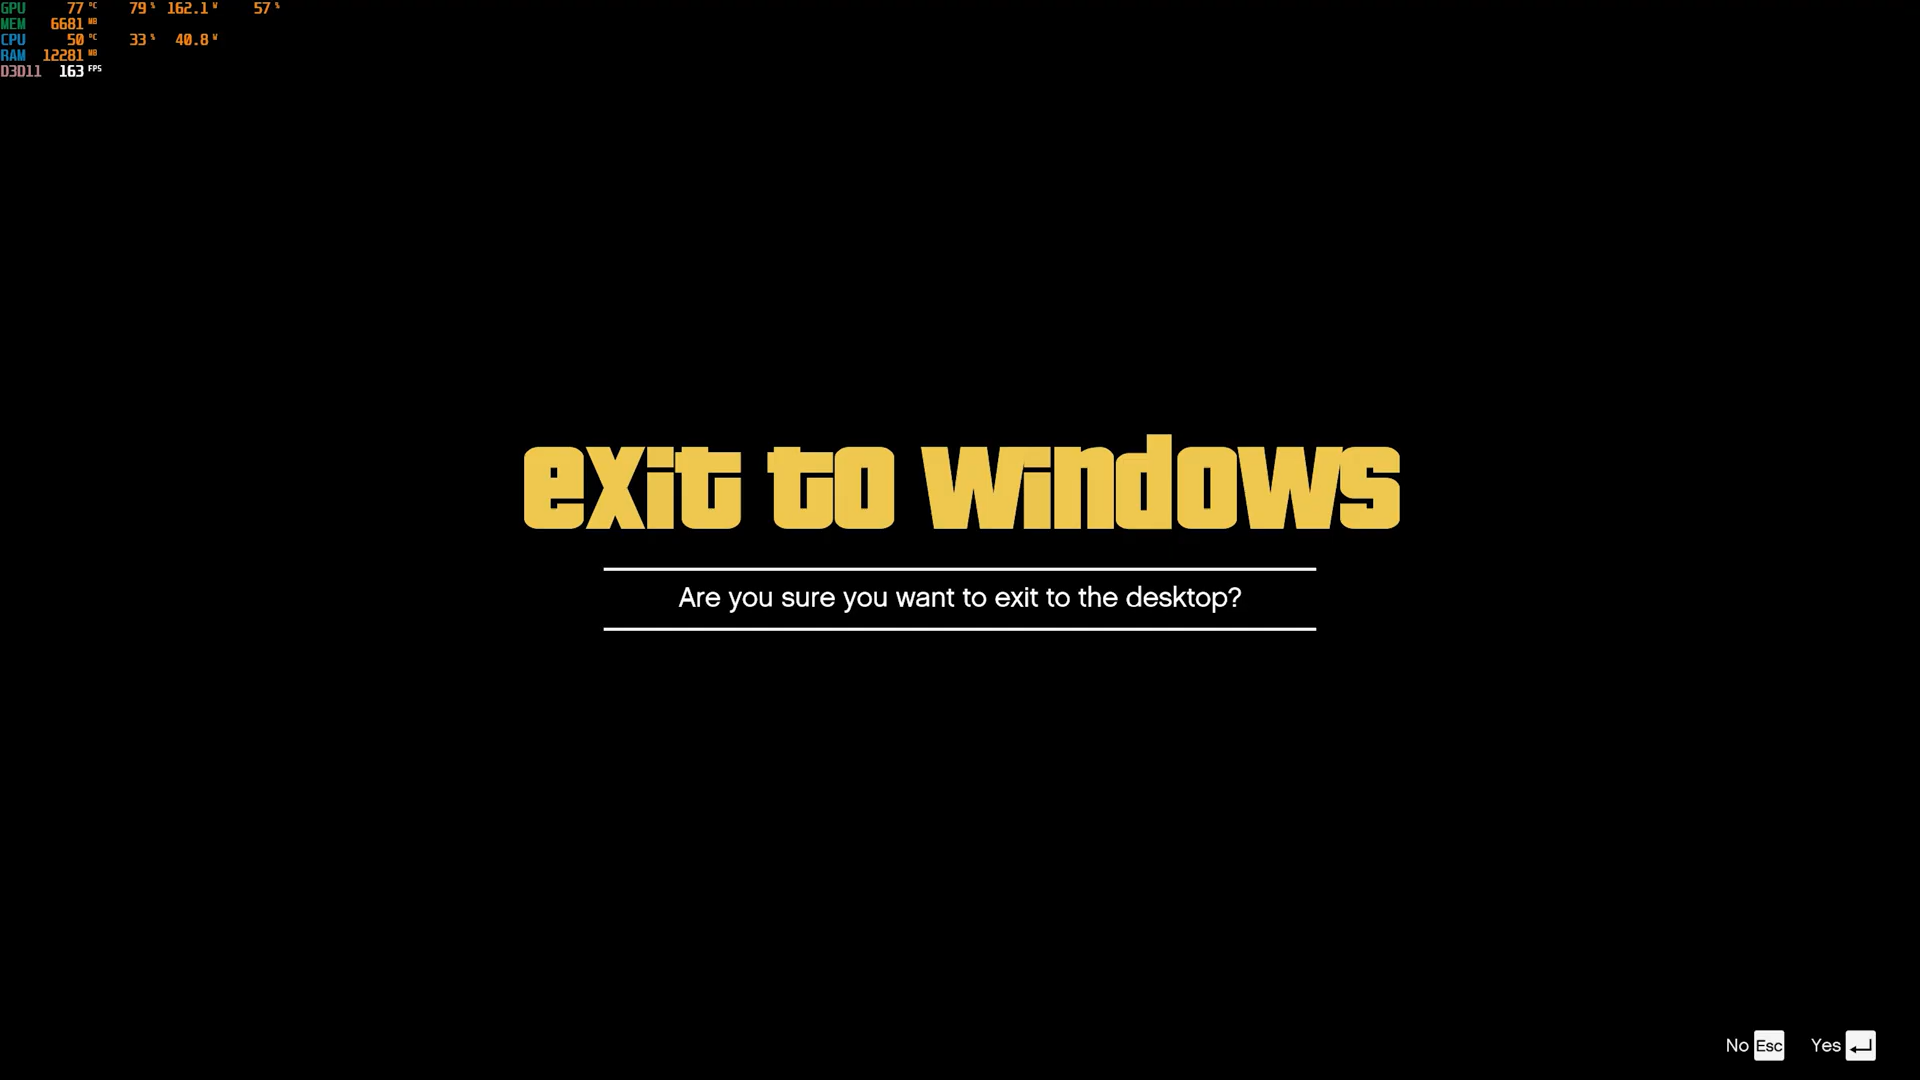 GPU 77 °C 79 % 162.1 W 57 %
MEM 6681 MB
CPU 50 °C 33 % 40.8 W
RAM 12281 MB
D3D11 163 FPS
exit to windows
Are you sure you want to exit to the desktop?
No Esc Yes